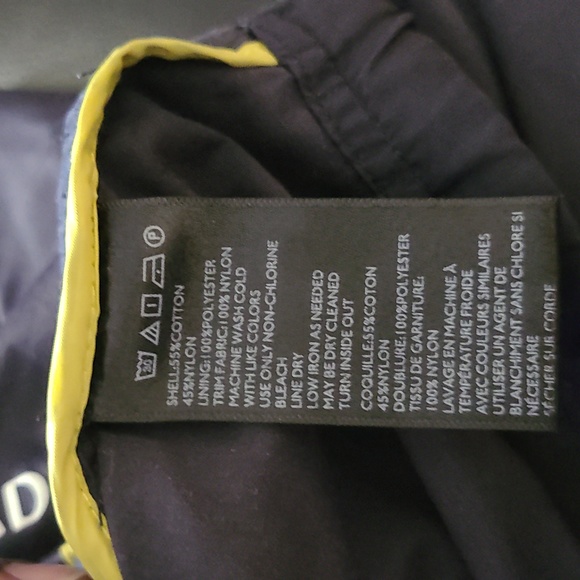 30 P
SHELL:55%COTTON
45%NYLON
LINING:100%POLYESTER
TRIM FABRIC:100% NYLON
MACHINE WASH COLD
WITH LIKE COLORS
USE ONLY NON-CHLORINE
BLEACH
LINE DRY
LOW IRON AS NEEDED
MAY BE DRY CLEANED
TURN INSIDE OUT
COQUILLE:55%COTON
45%NYLON
DOUBLURE:100%POLYESTER
TISSU DE GARNITURE:
100% NYLON
LAVAGE EN MACHINE À
TEMPÉRATURE FROIDE
AVEC COULEURS SIMILAIRES
UTILISER UN AGENT DE
BLANCHIMENT SANS CHLORE SI
NÉCESSAIRE
SÉCHER SUR CORDE
D